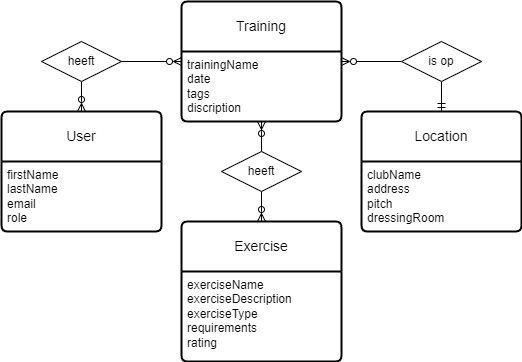 Training
trainingName
date
tags
discription
heeft
is op
User
firstName
lastName
email
role
Location
clubName
address
pitch
dressingRoom
heeft
Exercise
exerciseName
exerciseDescription
exerciseType
requirements
rating